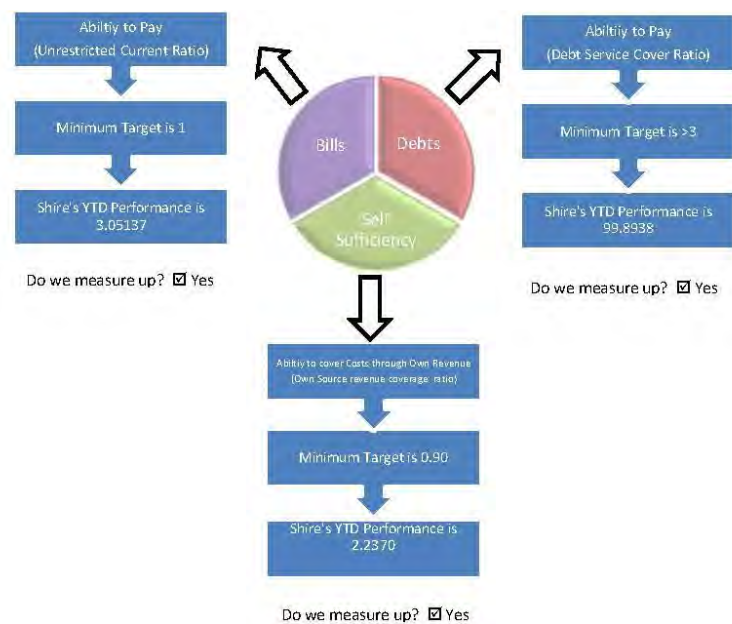 Abiltiy to Pay
(Unrestricted Current Ratio)
Minimum Target is 1
Shire's YTD Performance is
3.05137
Do we measure up? ☑ Yes
Bills
Debts
Self
Sufficiency
Abiltiy to Pay
(Debt Service Cover Ratio)
Minimum Target is >3
Shire's YTD Performance is
99.8938
Do we measure up? ☑ Yes
Abiltiy to cover Costs through Own Revenue
(Own Source revenue coverage ratio)
Minimum Target is 0.90
Shire's YTD Performance is
2.2370
Do we measure up? ☑ Yes